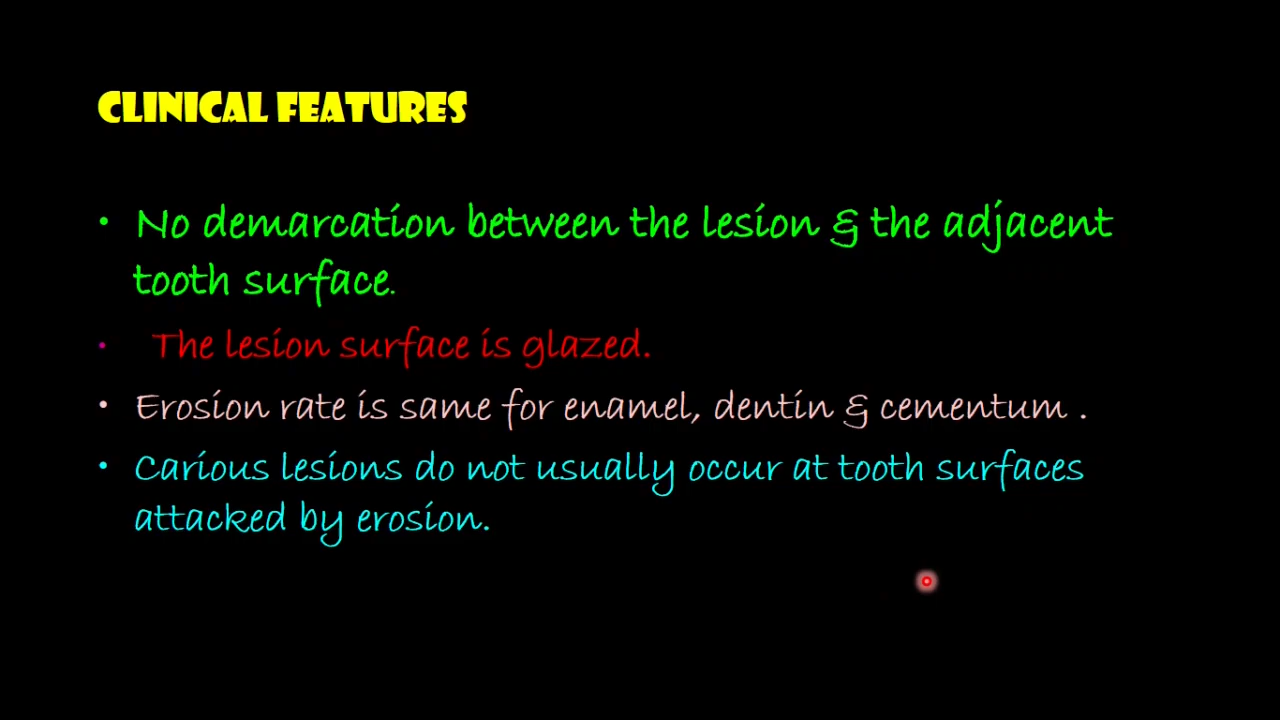 CLINICAL FEATURES
• No demarcation between the lesion & the adjacent
tooth surface.
• The lesion surface is glazed.
• Erosion rate is same for enamel, dentin & cementum .
• Carious lesions do not usually occur at tooth surfaces
attacked by erosion.